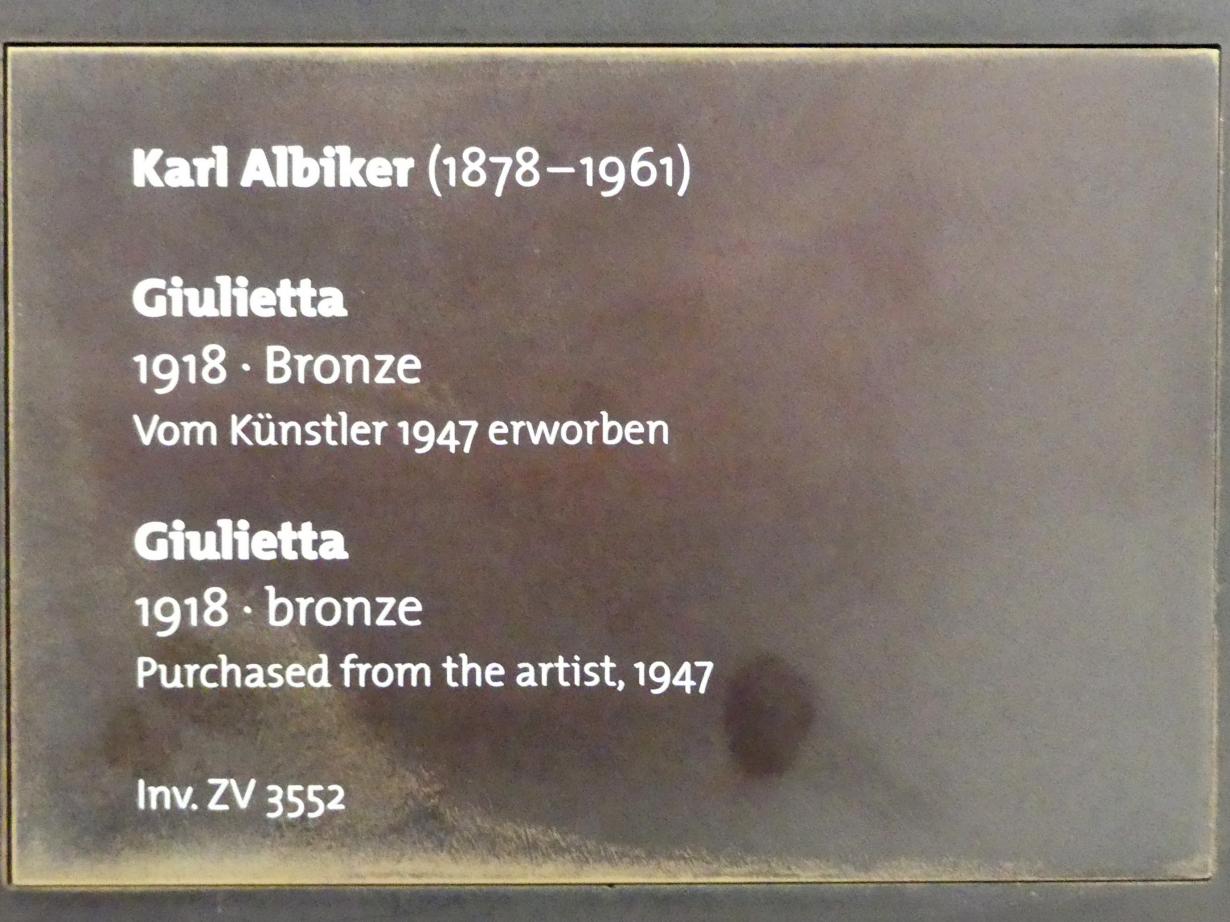 Karl Albiker (1878–1961)
Giulietta
1918 · Bronze
Vom Künstler 1947 erworben
Giulietta
1918 · bronze
Purchased from the artist, 1947
Inv. ZV 3552